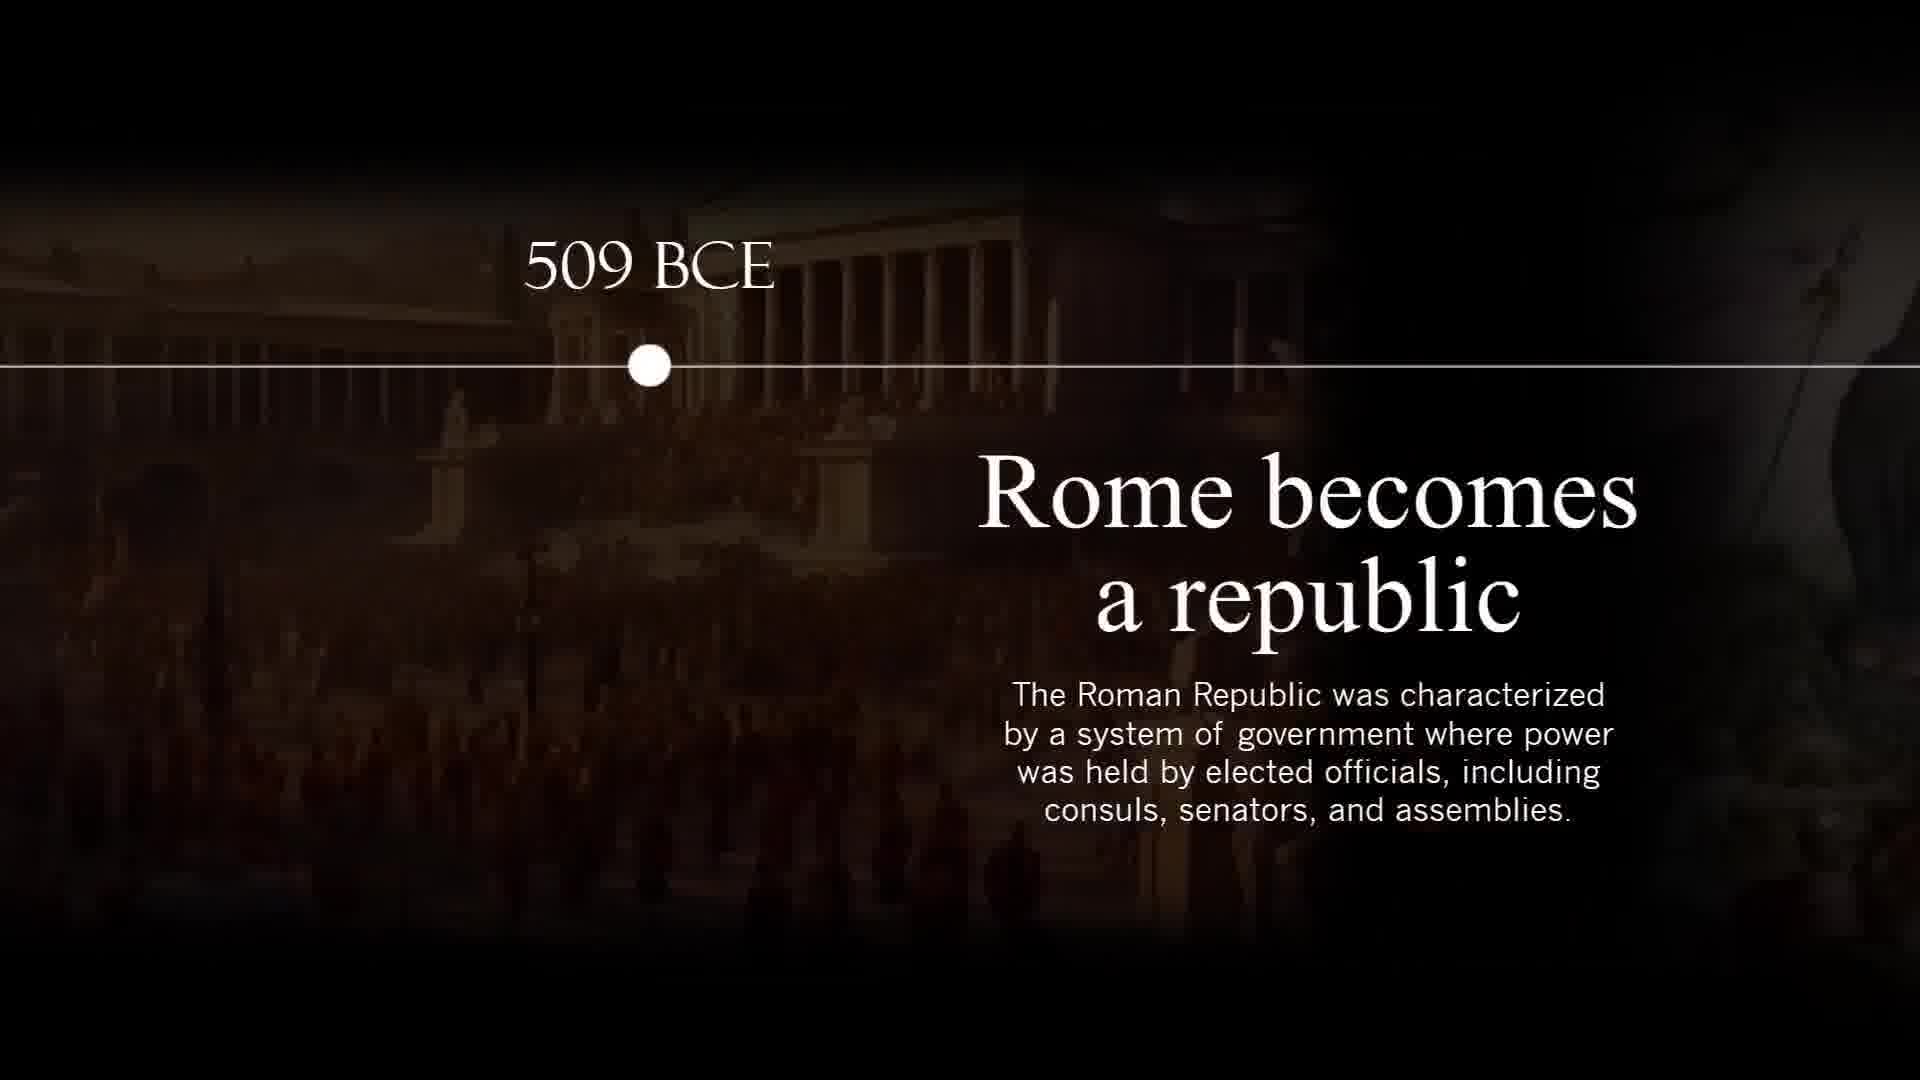 509 BCE
Rome becomes
a republic
The Roman Republic was characterized
by a system of government where power
was held by elected officials, including
consuls, senators, and assemblies.